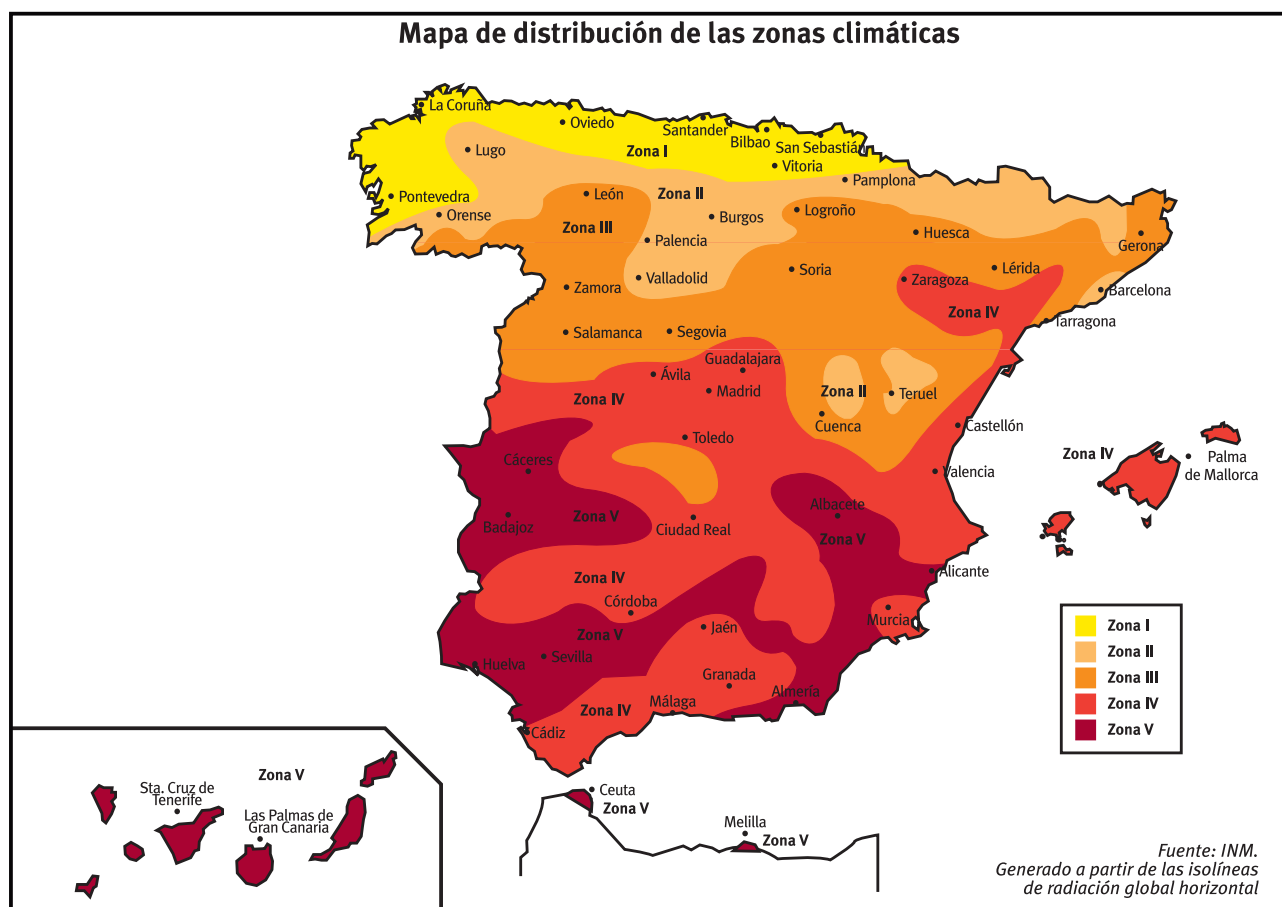 Mapa de distribución de las zonas climáticas
La Coruña
Oviedo
Santander
Bilbao
San Sebastián
Lugo
Zona I
Vitoria
Pamplona
Pontevedra
León
Zona II
Orense
Burgos
Logroño
Zona III
Palencia
Huesca
Gerona
Valladolid
Soria
Lérida
Zaragoza
Zamora
Barcelona
Zona IV
Tarragona
Salamanca
Segovia
Guadalajara
Ávila
Madrid
Zona II
Teruel
Zona IV
Cuenca
Castellón
Toledo
Zona IV
Palma
de Mallorca
Cáceres
Valencia
Albacete
Badajoz
Zona V
Ciudad Real
Zona V
Zona IV
Alicante
Córdoba
Murcia
Zona V
Jaén
Sevilla
Huelva
Granada
Almería
Zona IV
Málaga
Cádiz
Zona I
Zona II
Zona III
Zona IV
Zona V
Zona V
Sta. Cruz de
Tenerife
Las Palmas de
Gran Canaria
Ceuta
Zona V
Melilla
Zona V
Fuente: INM.
Generado a partir de las isolíneas
de radiación global horizontal